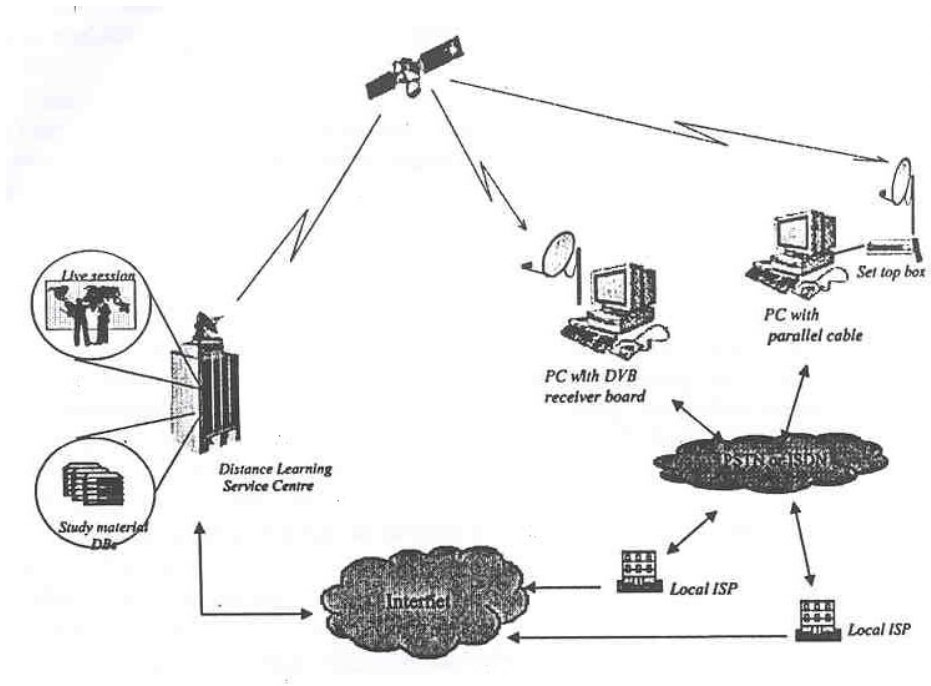 Live session
Set top box
PC with
parallel cable
PC with DVB
receiver board
PSTN or ISDN
Distance Learning
Service Centre
Study material
DBs
Local ISP
Internet
Local ISP